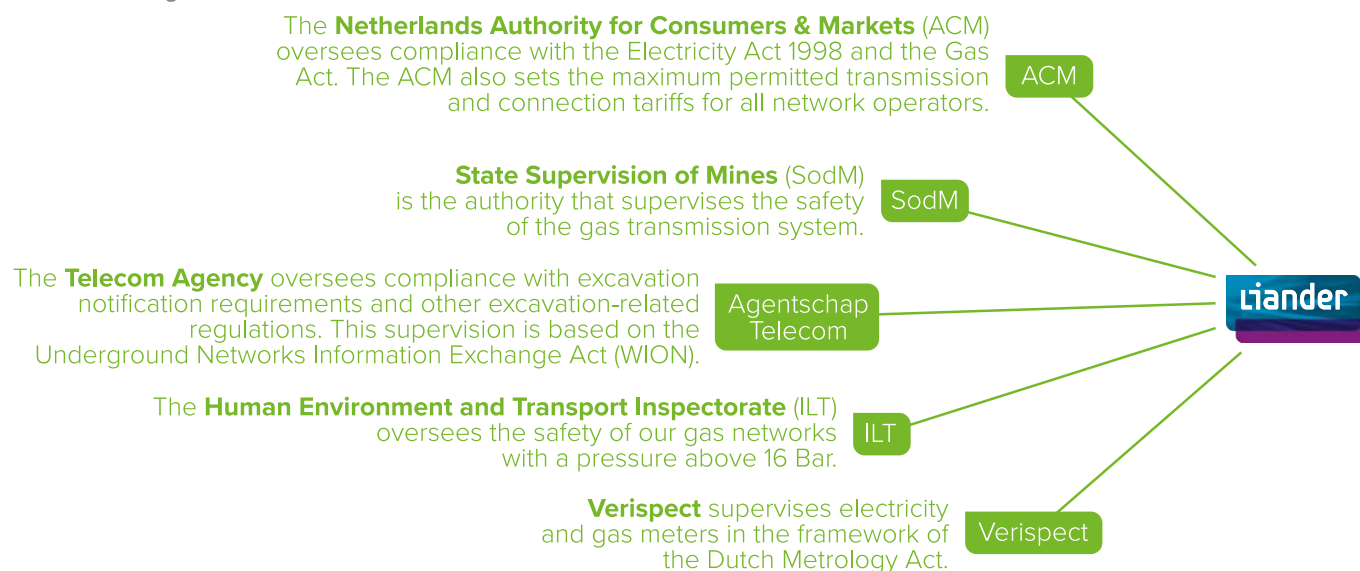 The Netherlands Authority for Consumers & Markets (ACM)
oversees compliance with the Electricity Act 1998 and the Gas
Act. The ACM also sets the maximum permitted transmission
and connection tariffs for all network operators.
ACM
State Supervision of Mines (SodM)
is the authority that supervises the safety
of the gas transmission system.
SodM
The Telecom Agency oversees compliance with excavation
notification requirements and other excavation-related
regulations. This supervision is based on the
Underground Networks Information Exchange Act (WION).
Agentschap
Telecom
Liander
The Human Environment and Transport Inspectorate (ILT)
oversees the safety of our gas networks
with a pressure above 16 Bar.
ILT
Verispect supervises electricity
and gas meters in the framework of
the Dutch Metrology Act.
Verispect